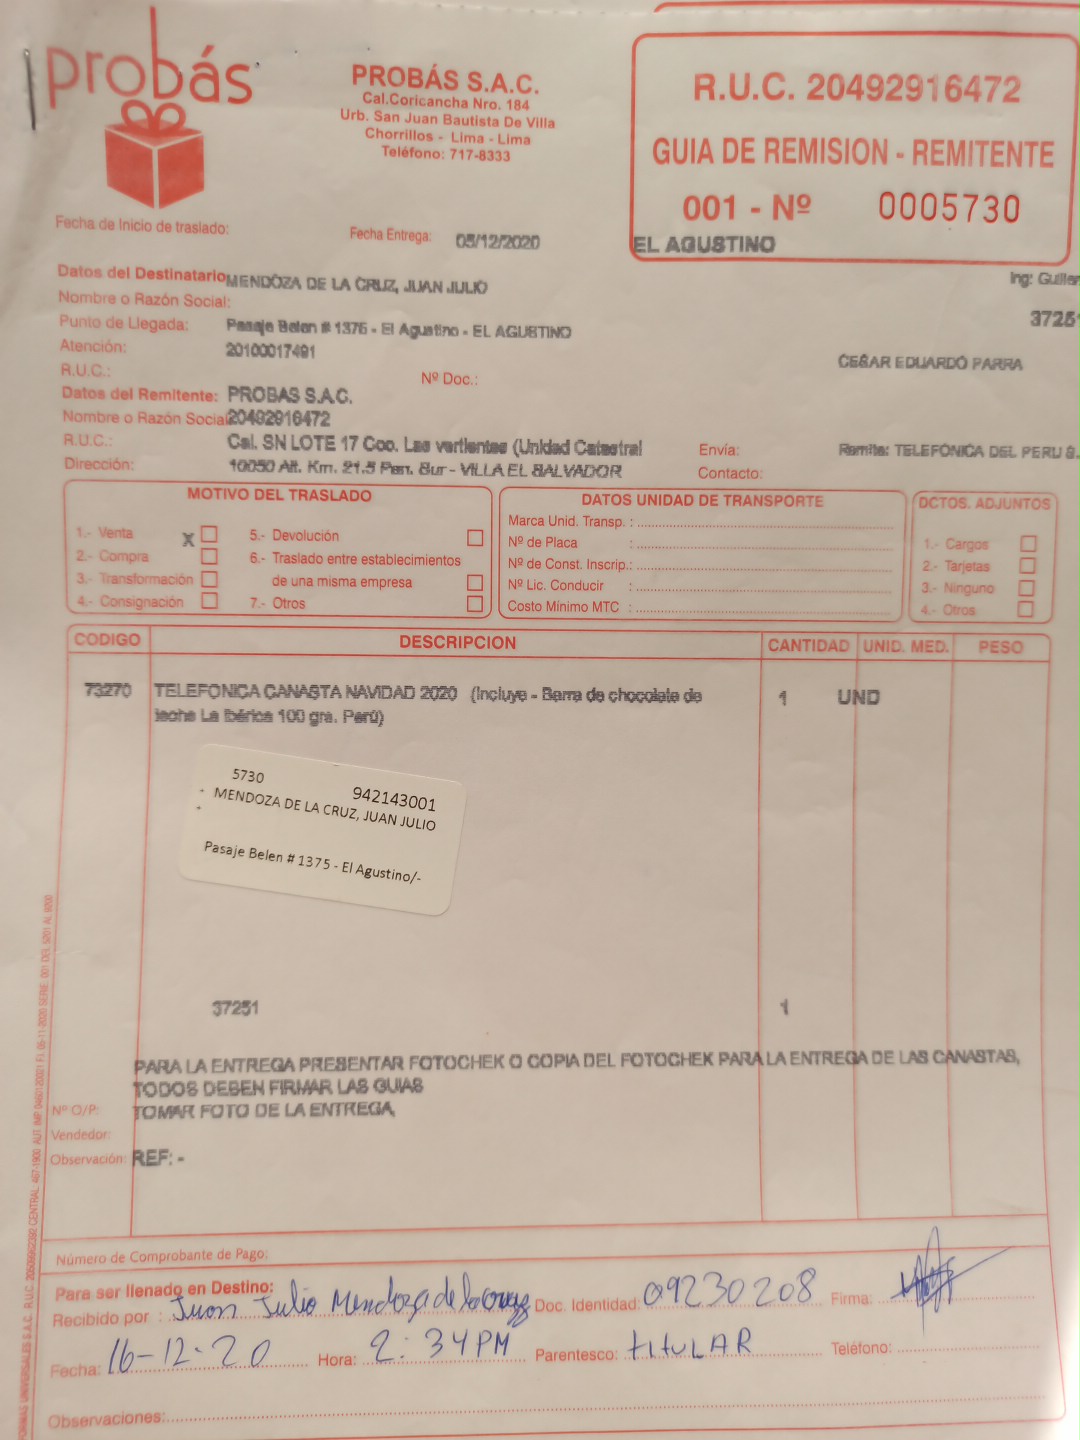 probás
PROBÁS S.A.C.
Cal.Coricancha Nro. 184
Urb. San Juan Bautista De Villa
Chorrillos - Lima - Lima
Teléfono: 717-8333
R.U.C. 20492916472
GUIA DE REMISION - REMITENTE
001 - Nº 0005730
EL AGUSTINO
Fecha de Inicio de traslado:
Fecha Entrega: 05/12/2020
Datos del Destinatario MENDOZA DE LA CRUZ, JUAN JULIO
Ing: Guiller
Nombre o Razón Social:
37251
Punto de Llegada: Pasaje Belen # 1375 - El Agustino - EL AGUSTINO
Atención: 20100017491
CESAR EDUARDO PARRA
R.U.C.: Nº Doc.:
Datos del Remitente: PROBAS S.A.C.
Nombre o Razón Social 20492916472
R.U.C.: Cal. SN LOTE 17 Coo. Las vertientes (Unidad Catastral
Envía: Remite: TELEFONICA DEL PERU S.
Dirección: 10050 Alt. Km. 21.5 Pan. Sur - VILLA EL SALVADOR
Contacto:
MOTIVO DEL TRASLADO
1.- Venta X
2.- Compra
3.- Transformación
4.- Consignación
5.- Devolución
6.- Traslado entre establecimientos
de una misma empresa
7.- Otros
DATOS UNIDAD DE TRANSPORTE
Marca Unid. Transp. :
Nº de Placa :
Nº de Const. Inscrip.:
Nº Lic. Conducir :
Costo Mínimo MTC :
DCTOS. ADJUNTOS
1.- Cargos
2.- Tarjetas
3.- Ninguno
4.- Otros
CODIGO DESCRIPCION CANTIDAD UNID. MED. PESO
73270 TELEFONICA CANASTA NAVIDAD 2020 (Incluye - Barra de chocolate de 1 UND
leche La Ibérica 100 grs. Perú)
5730 942143001
- MENDOZA DE LA CRUZ, JUAN JULIO
-
Pasaje Belen # 1375 - El Agustino/-
37251 1
PARA LA ENTREGA PRESENTAR FOTOCHEK O COPIA DEL FOTOCHEK PARA LA ENTREGA DE LAS CANASTAS,
TODOS DEBEN FIRMAR LAS GUIAS
Nº O/P: TOMAR FOTO DE LA ENTREGA,
Vendedor:
Observación: REF: -
Número de Comprobante de Pago:
Para ser llenado en Destino:
Recibido por : Juan Julio Mendoza de la Cruz Doc. Identidad: 09230208 Firma:
Fecha: 16-12-20 Hora: 2:34PM Parentesco: TITULAR Teléfono:
Observaciones: